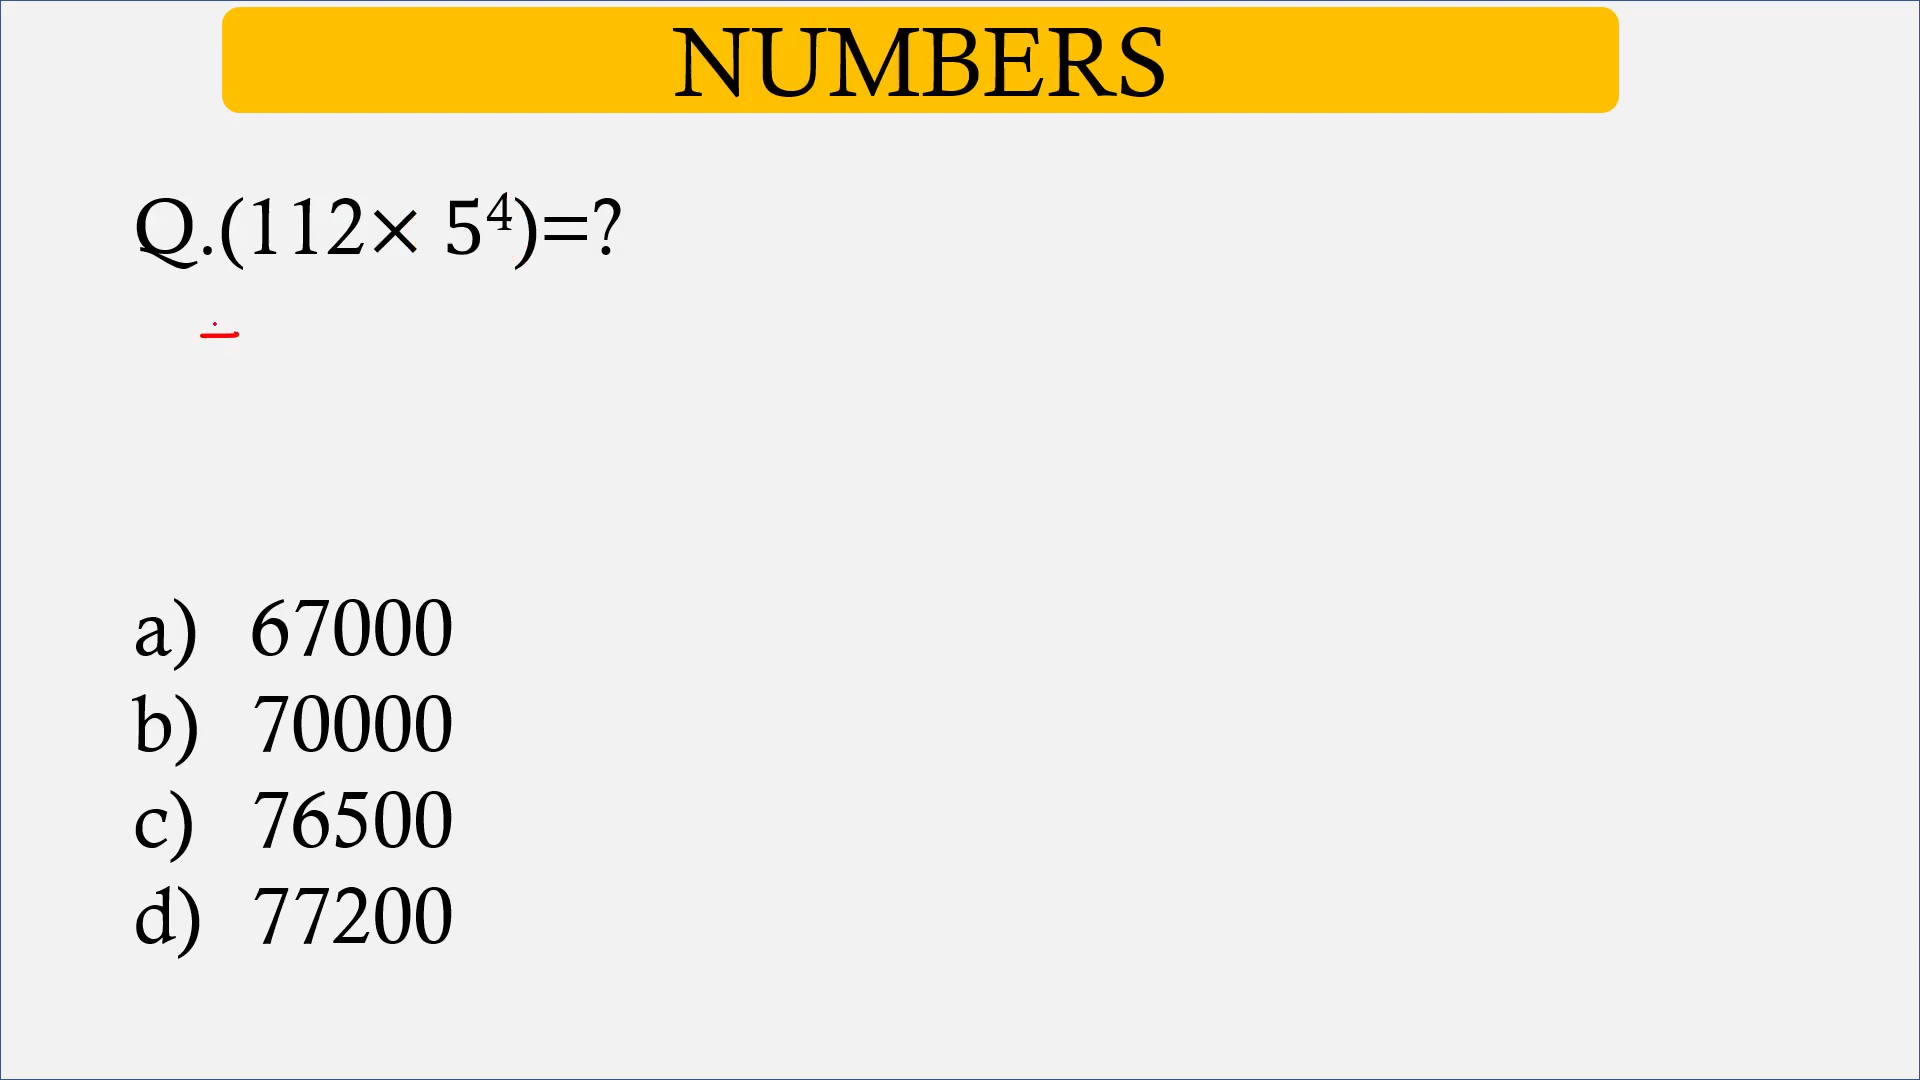 NUMBERS
Q.(112× 5⁴)=?
a) 67000
b) 70000
c) 76500
d) 77200